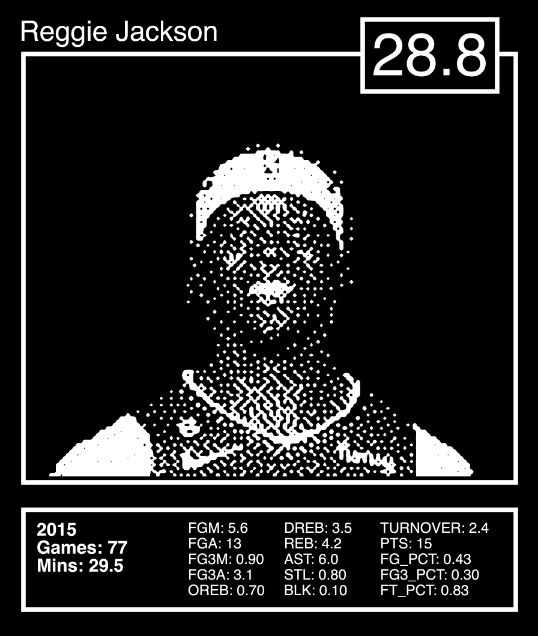 Reggie Jackson
28.8
2015
Games: 77
Mins: 29.5
FGM: 5.6
FGA: 13
FG3M: 0.90
FG3A: 3.1
OREB: 0.70
DREB: 3.5
REB: 4.2
AST: 6.0
STL: 0.80
BLK: 0.10
TURNOVER: 2.4
PTS: 15
FG_PCT: 0.43
FG3_PCT: 0.30
FT_PCT: 0.83